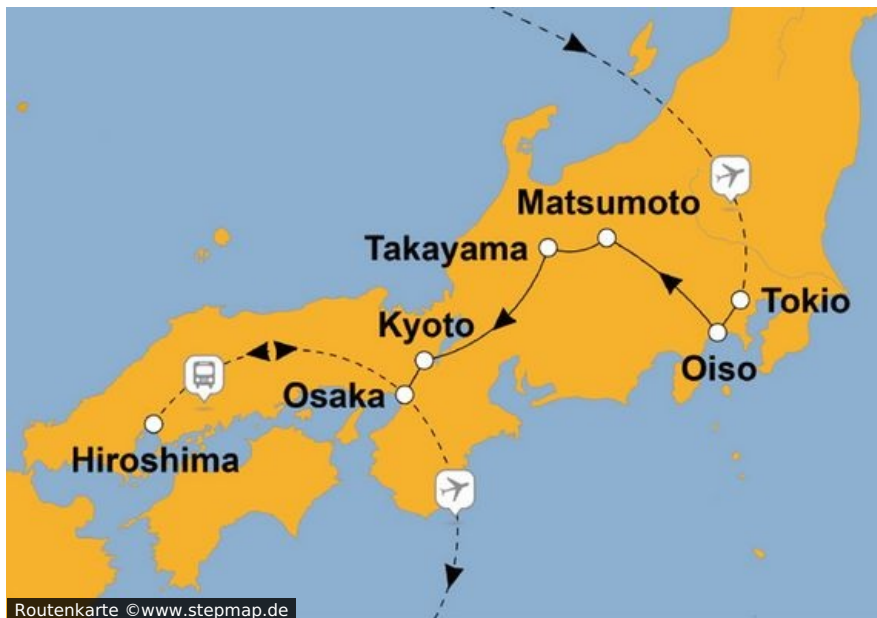 Matsumoto
Takayama
Tokio
Kyoto
Oiso
Osaka
Hiroshima
Routenkarte ©www.stepmap.de